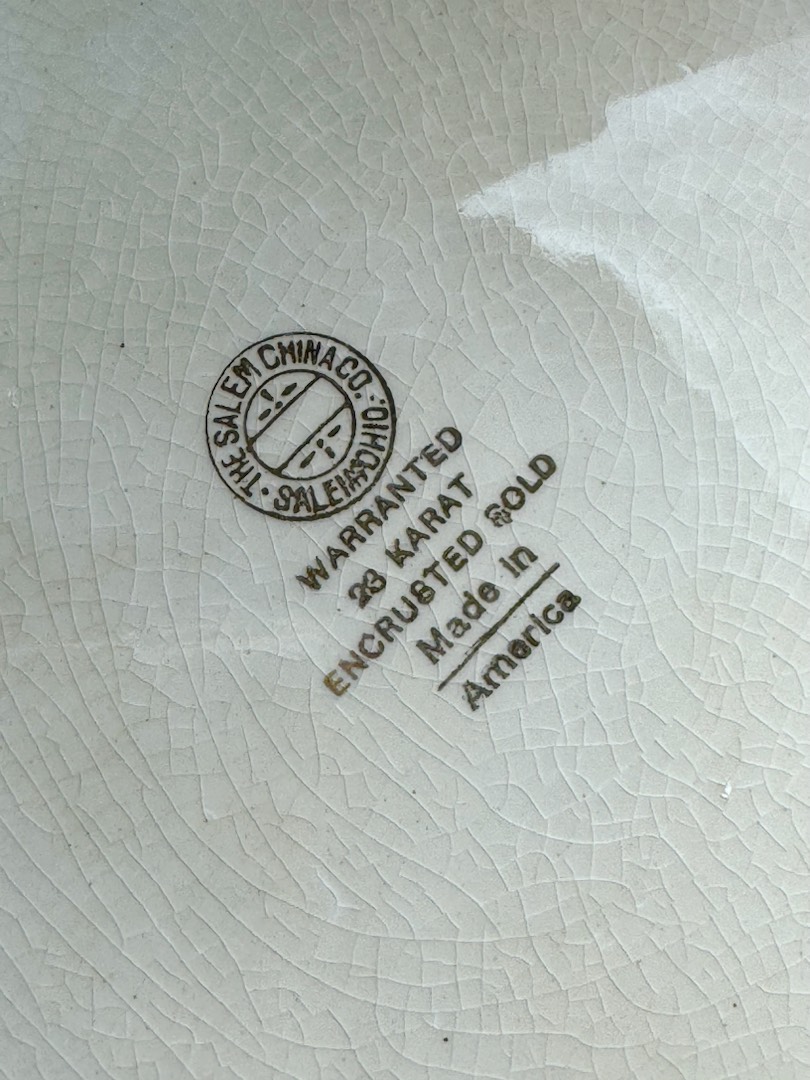 THE SALEM CHINA CO.
SALEM OHIO
WARRANTED
23 KARAT
ENCRUSTED GOLD
Made in
America